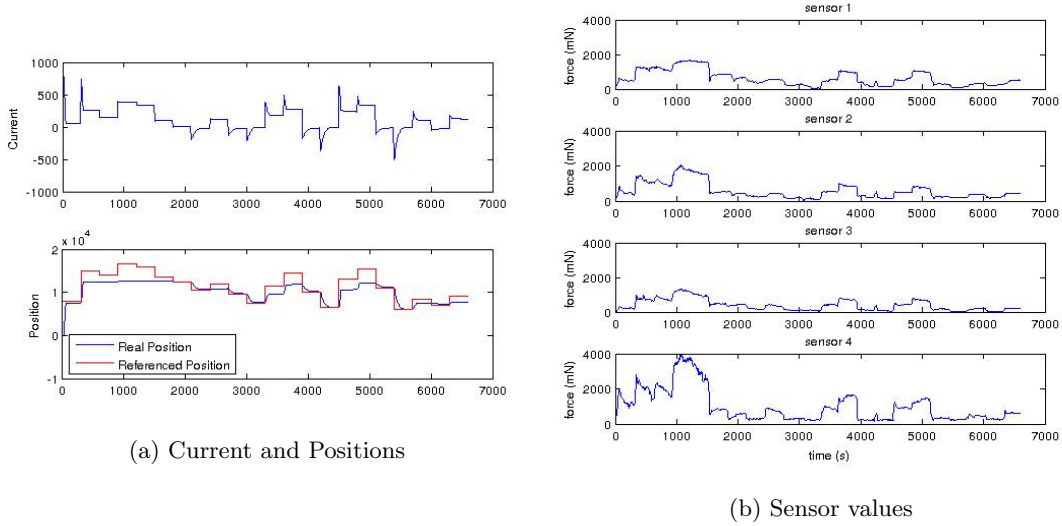 1000
500
0
-500
-1000
Current
0 1000 2000 3000 4000 5000 6000 7000
x 10^4
2
1
0
-1
Position
Real Position
Referenced Position
0 1000 2000 3000 4000 5000 6000 7000
(a) Current and Positions
sensor 1
4000
2000
0
force (mN)
0 1000 2000 3000 4000 5000 6000 7000
sensor 2
4000
2000
0
force (mN)
0 1000 2000 3000 4000 5000 6000 7000
sensor 3
4000
2000
0
force (mN)
0 1000 2000 3000 4000 5000 6000 7000
sensor 4
4000
2000
0
force (mN)
0 1000 2000 3000 4000 5000 6000 7000
time (s)
(b) Sensor values